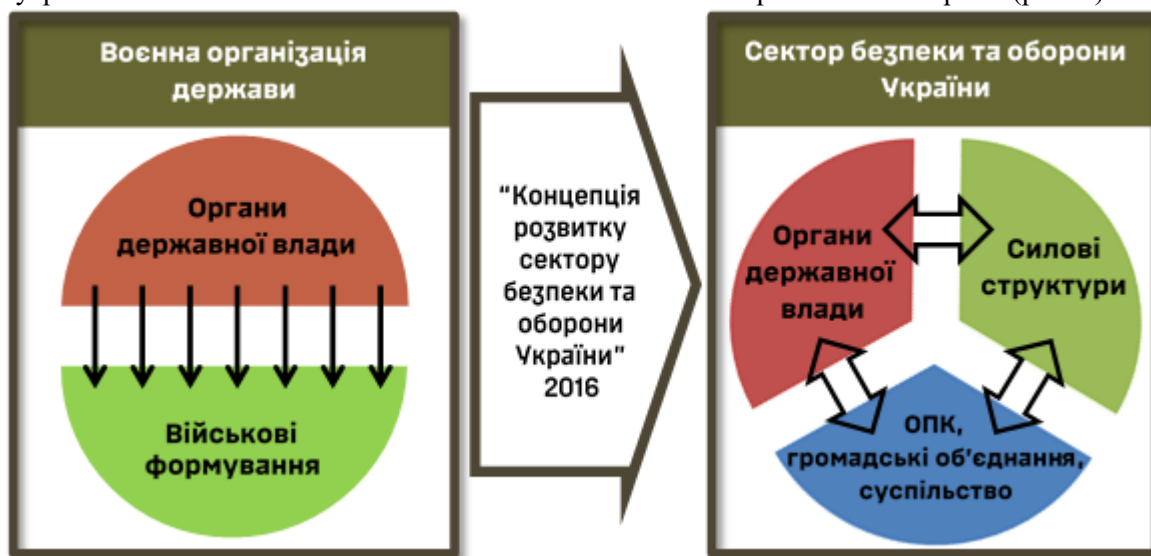 Воєнна організація
держави
Органи
державної влади
Військові
формування
“Концепція
розвитку
сектору
безпеки та
оборони
України”
2016
Сектор безпеки та оборони
України
Органи
державної
влади
Силові
структури
ОПК,
громадські об’єднання,
суспільство